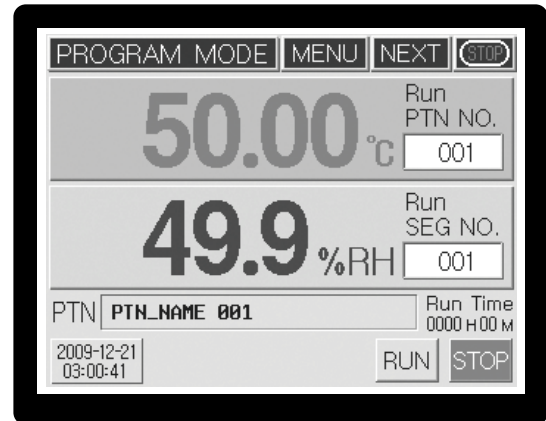 PROGRAM MODE MENU NEXT STOP
50.00 °C
Run
PTN NO.
001
49.9 %RH
Run
SEG NO.
001
PTN PTN_NAME 001
Run Time
0000 H 00 M
2009-12-21
03:00:41
RUN STOP